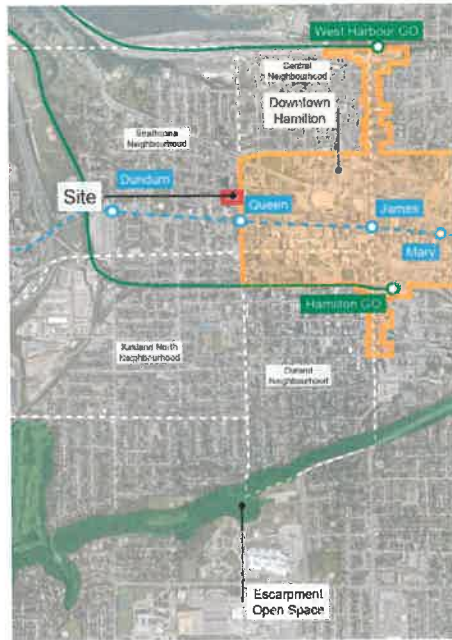 West Harbour GO
Central
Neighbourhood
Downtown
Hamilton
Strathcona
Neighbourhood
Dundurn
Site
Queen
James
Mary
Hamilton GO
Kirkland North
Neighbourhood
Durand
Neighbourhood
Escarpment
Open Space